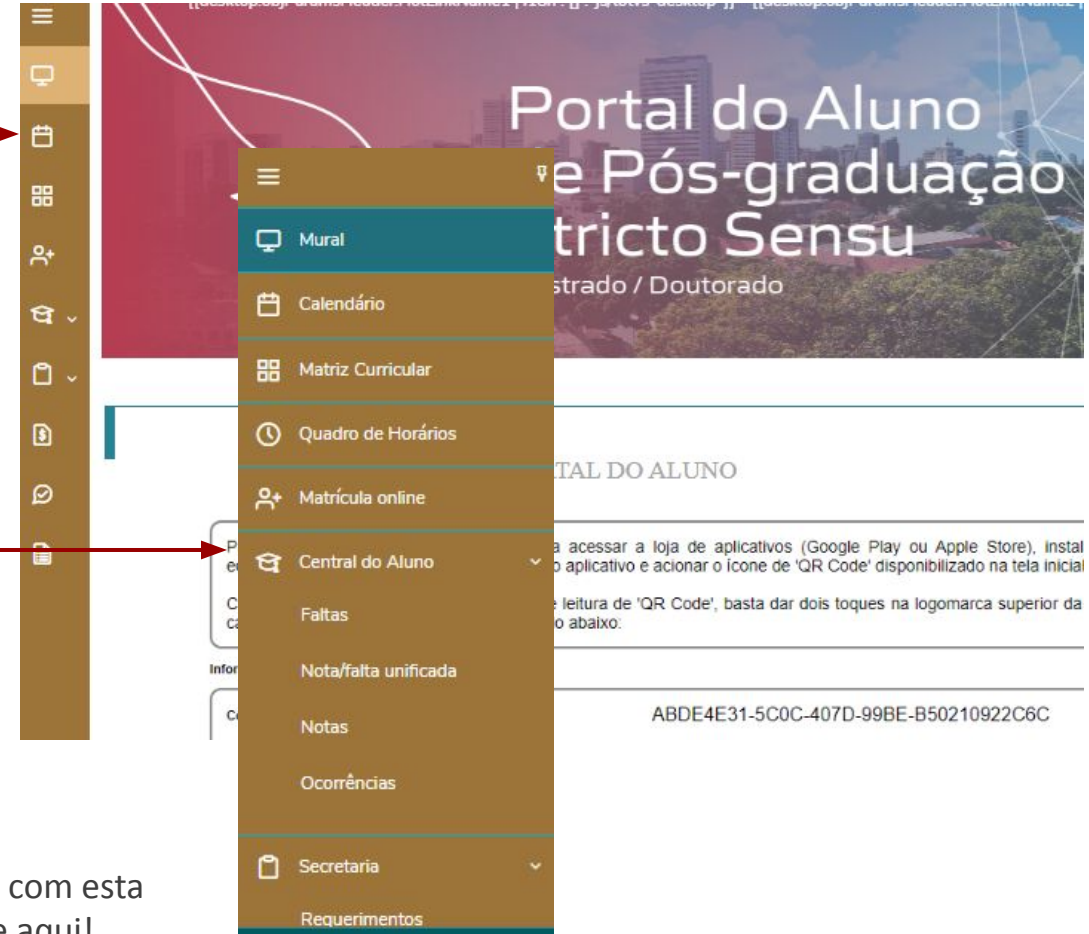 Portal do Aluno
e Pós-graduação
tricto Sensu
strado / Doutorado
Mural
Calendário
Matriz Curricular
Quadro de Horários
Matrícula online
Central do Aluno
Faltas
Nota/falta unificada
Notas
Ocorrências
Secretaria
Requerimentos
TAL DO ALUNO
acessar a loja de aplicativos (Google Play ou Apple Store), instal
o aplicativo e acionar o ícone de 'QR Code' disponibilizado na tela inicial
leitura de 'QR Code', basta dar dois toques na logomarca superior da
o abaixo:
Infor
ABDE4E31-5C0C-407D-99BE-B50210922C6C
com esta
e aqui!